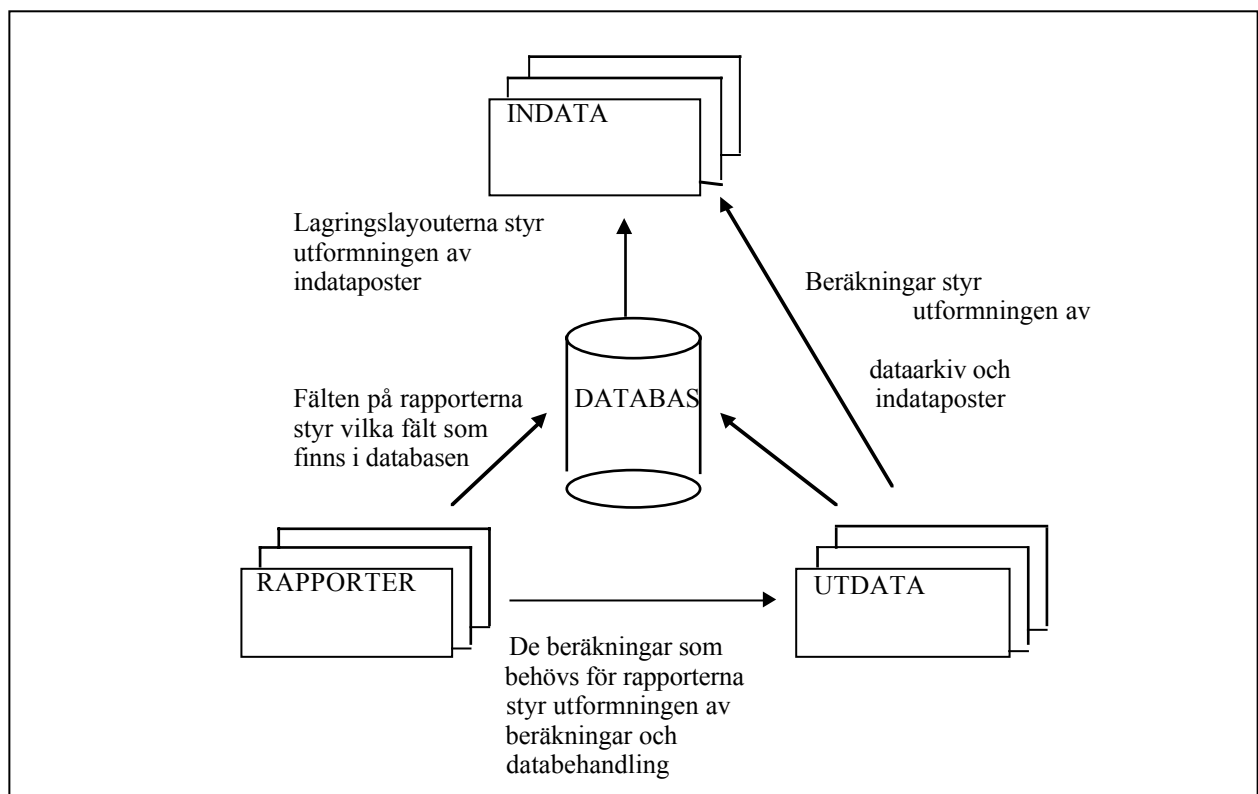 INDATA
Lagringslayouterna styr
utformningen av
indataposter
Beräkningar styr
utformningen av
dataarkiv och
indataposter
DATABAS
Fälten på rapporterna
styr vilka fält som
finns i databasen
RAPPORTER
UTDATA
De beräkningar som
behövs för rapporterna
styr utformningen av
beräkningar och
databehandling